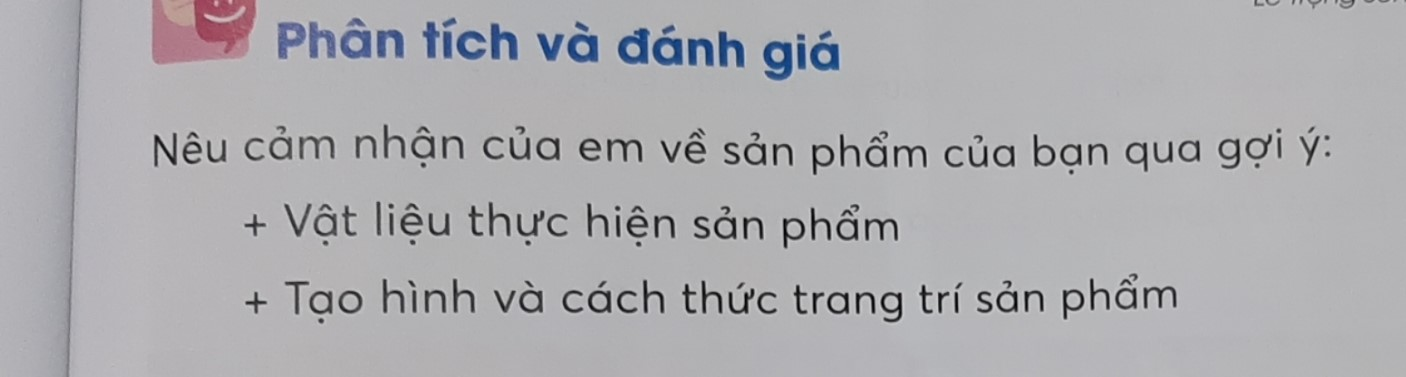 Phân tích và đánh giá
Nêu cảm nhận của em về sản phẩm của bạn qua gợi ý:
+ Vật liệu thực hiện sản phẩm
+ Tạo hình và cách thức trang trí sản phẩm